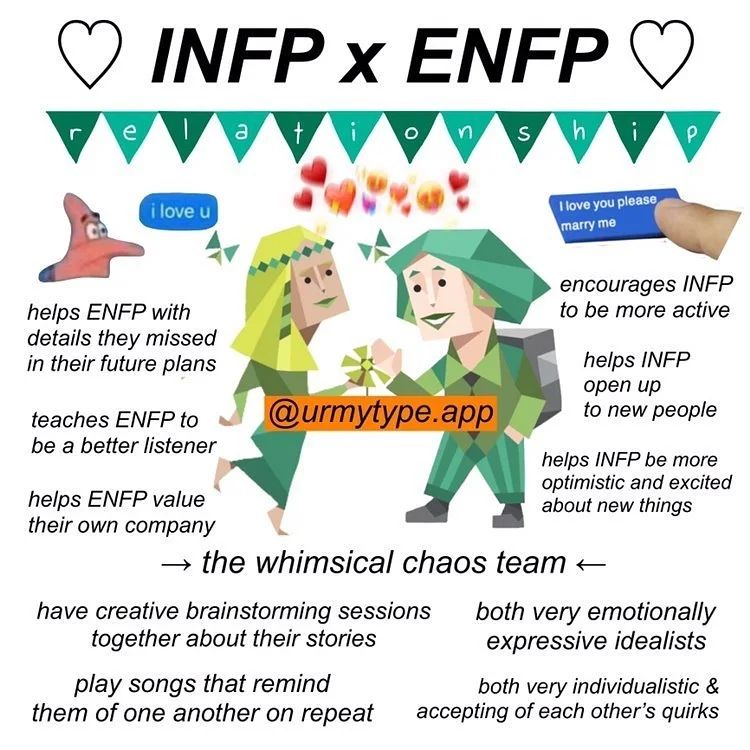 ♡ INFP x ENFP ♡
relationship
i love u
I love you please
marry me
helps ENFP with
details they missed
in their future plans
teaches ENFP to
be a better listener
helps ENFP value
their own company
@urmytype.app
encourages INFP
to be more active
helps INFP
open up
to new people
helps INFP be more
optimistic and excited
about new things
→ the whimsical chaos team ←
have creative brainstorming sessions
together about their stories
both very emotionally
expressive idealists
play songs that remind
them of one another on repeat
both very individualistic &
accepting of each other's quirks